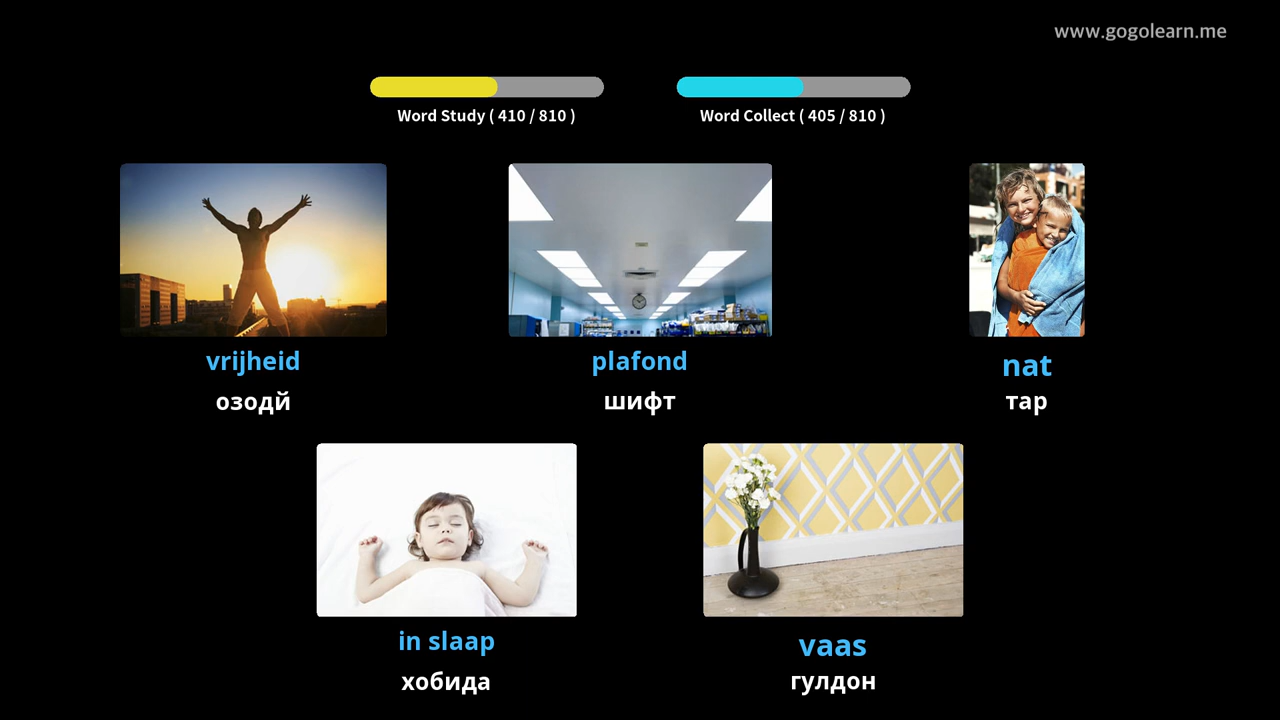 www.gogolearn.me
Word Study ( 410 / 810 )
Word Collect ( 405 / 810 )
vrijheid
озодй
plafond
шифт
nat
тар
in slaap
хобида
vaas
гулдон